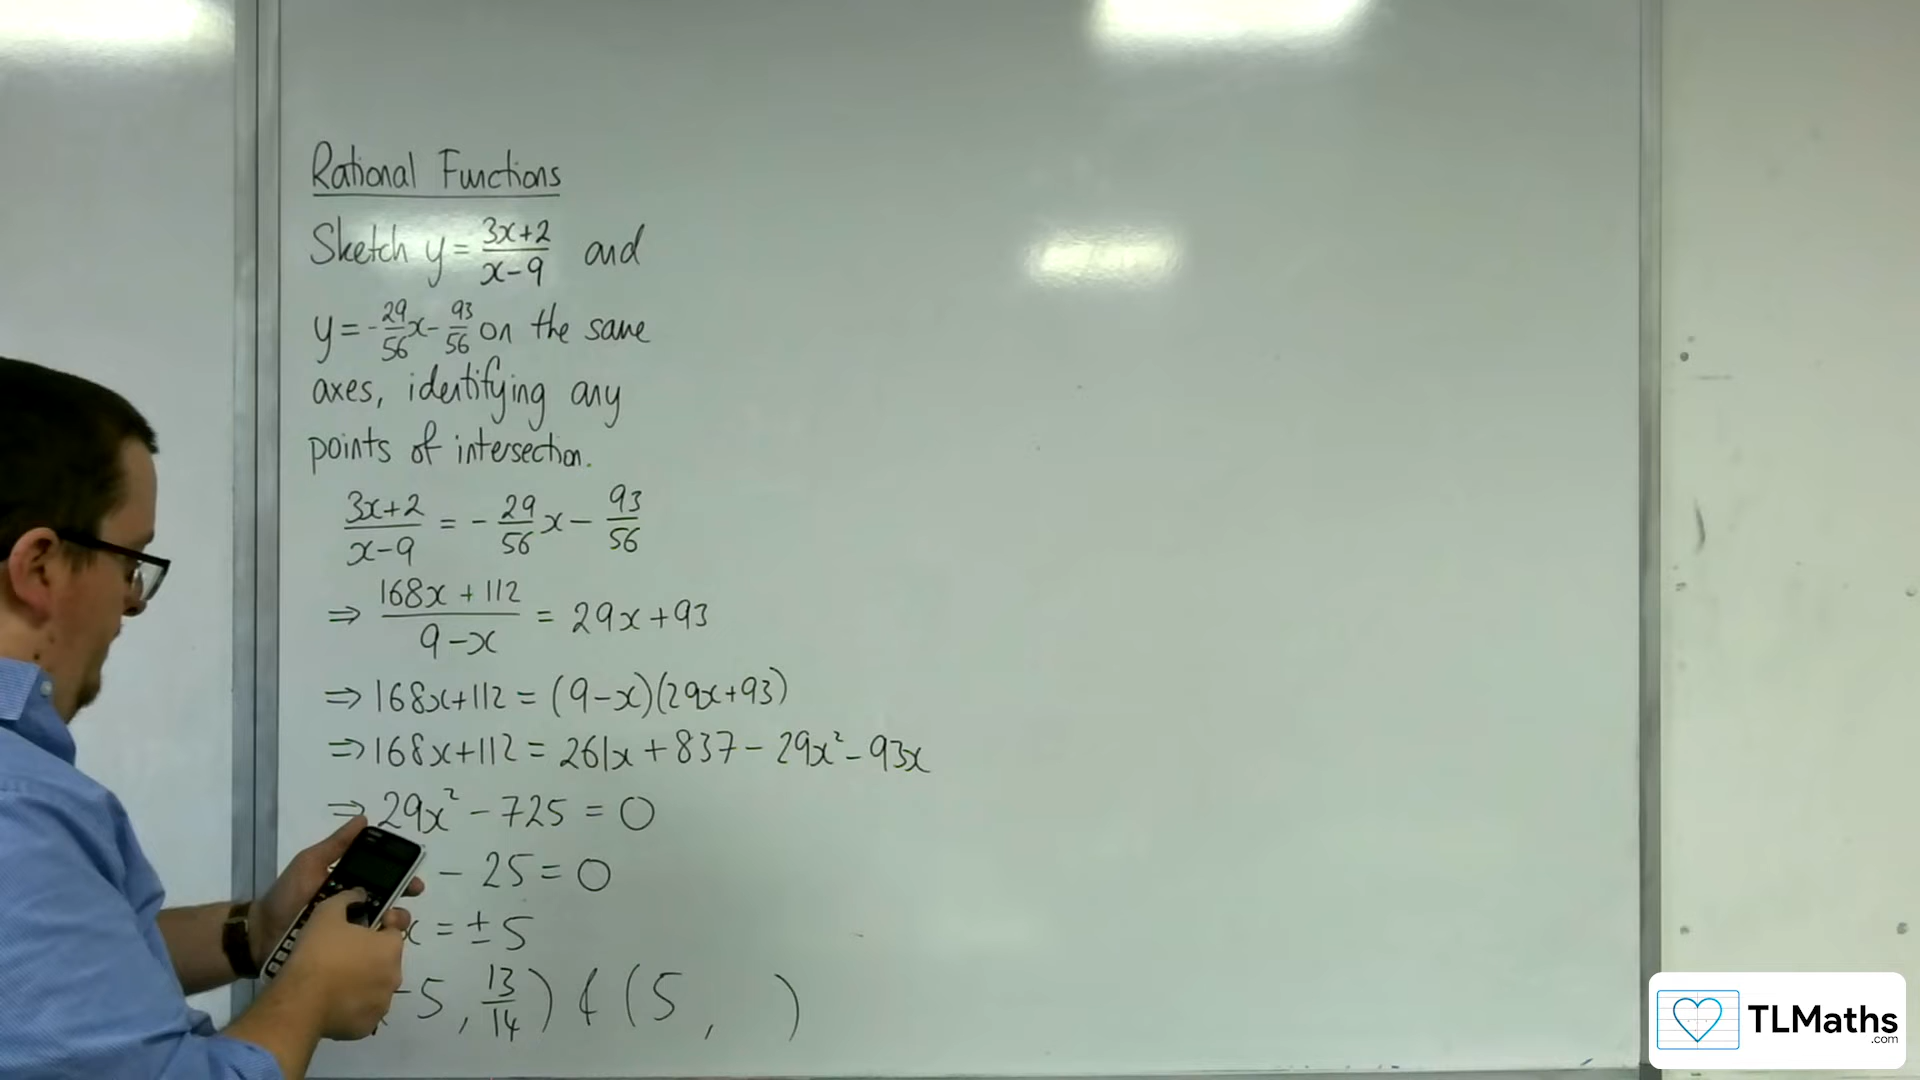 Rational Functions
Sketch y = (3x+2)/(x-9) and
y = -29/56 x - 93/56 on the same
axes, identifying any
points of intersection.
(3x+2)/(x-9) = -29/56 x - 93/56
⇒ (168x + 112)/(9-x) = 29x + 93
⇒ 168x+112 = (9-x)(29x+93)
⇒ 168x+112 = 261x + 837 - 29x² - 93x
⇒ 29x² - 725 = 0
- 25 = 0
x = ±5
-5, 13/14) & (5, )
TLMaths
.com